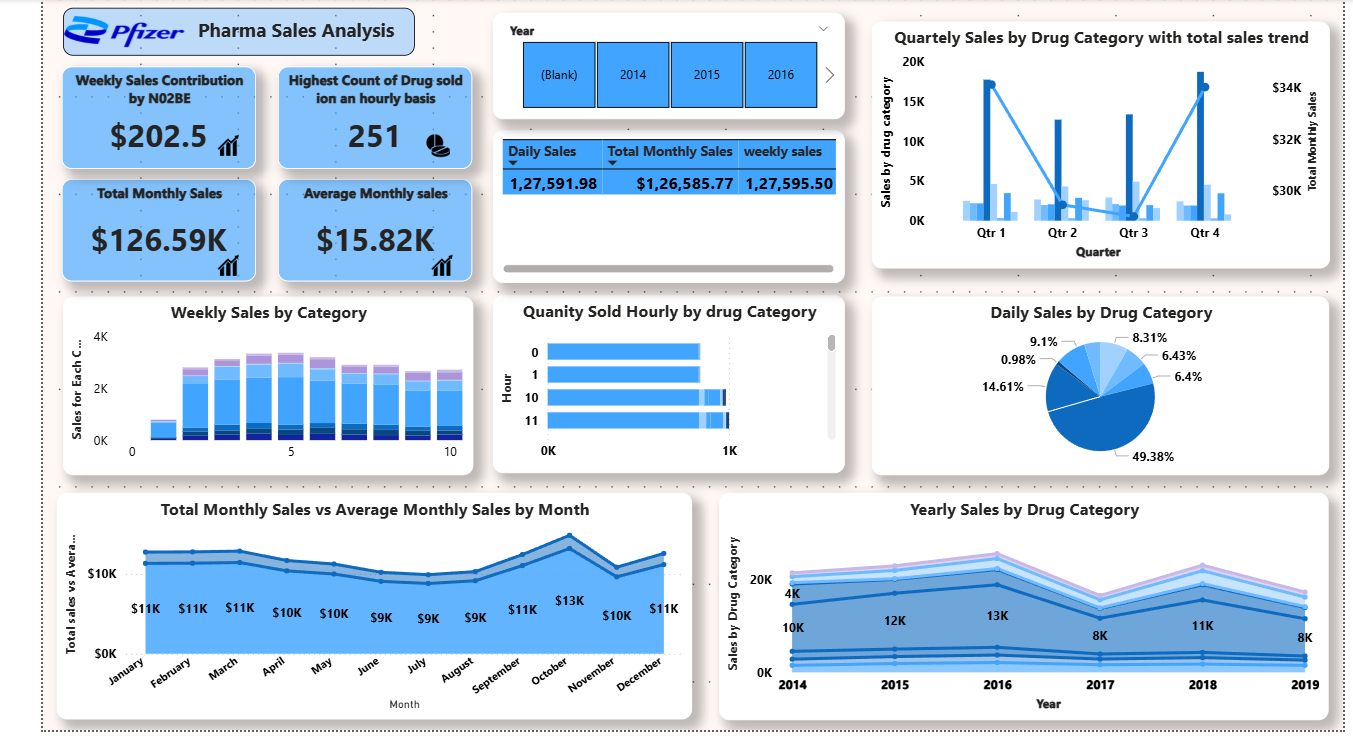 Pfizer Pharma Sales Analysis
Weekly Sales Contribution
by N02BE
$202.5
Highest Count of Drug sold
ion an hourly basis
251
Total Monthly Sales
$126.59K
Average Monthly sales
$15.82K
Year
(Blank) 2014 2015 2016
Daily Sales Total Monthly Sales weekly sales
1,27,591.98 $1,26,585.77 1,27,595.50
Quartely Sales by Drug Category with total sales trend
Sales by drug category
20K
15K
10K
5K
0K
$34K
$32K
$30K
Total Monthly Sales
Qtr 1 Qtr 2 Qtr 3 Qtr 4
Quarter
Weekly Sales by Category
Sales for Each C...
4K
2K
0K
0 5 10
Quanity Sold Hourly by drug Category
Hour
0
1
10
11
0K 1K
Daily Sales by Drug Category
8.31%
6.43%
6.4%
49.38%
14.61%
0.98%
9.1%
Total Monthly Sales vs Average Monthly Sales by Month
Total sales vs Avera...
$10K
$0K
$11K $11K $11K $10K $10K $9K $9K $9K $11K $13K $10K $11K
January February March April May June July August September October November December
Month
Yearly Sales by Drug Category
Sales by Drug Category
20K
0K
4K
10K 12K 13K 8K 11K 8K
2014 2015 2016 2017 2018 2019
Year